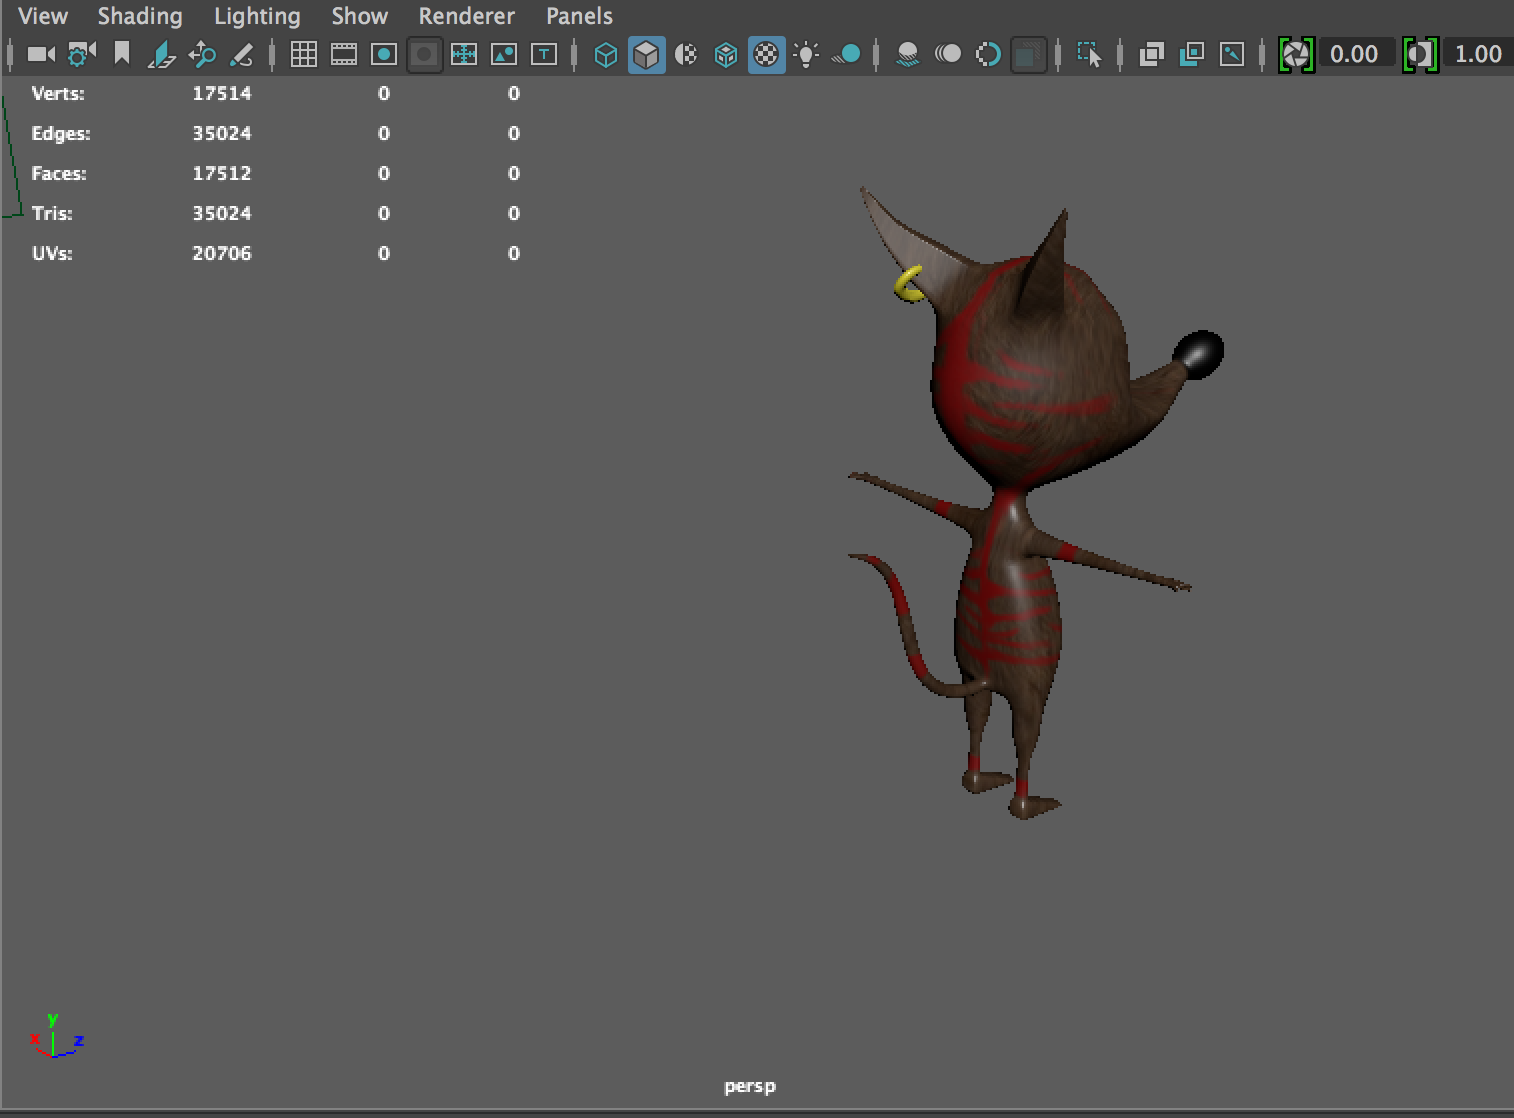 View Shading Lighting Show Renderer Panels
T 0.00 1.00
Verts: 17514 0 0
Edges: 35024 0 0
Faces: 17512 0 0
Tris: 35024 0 0
UVs: 20706 0 0
y
x z
persp